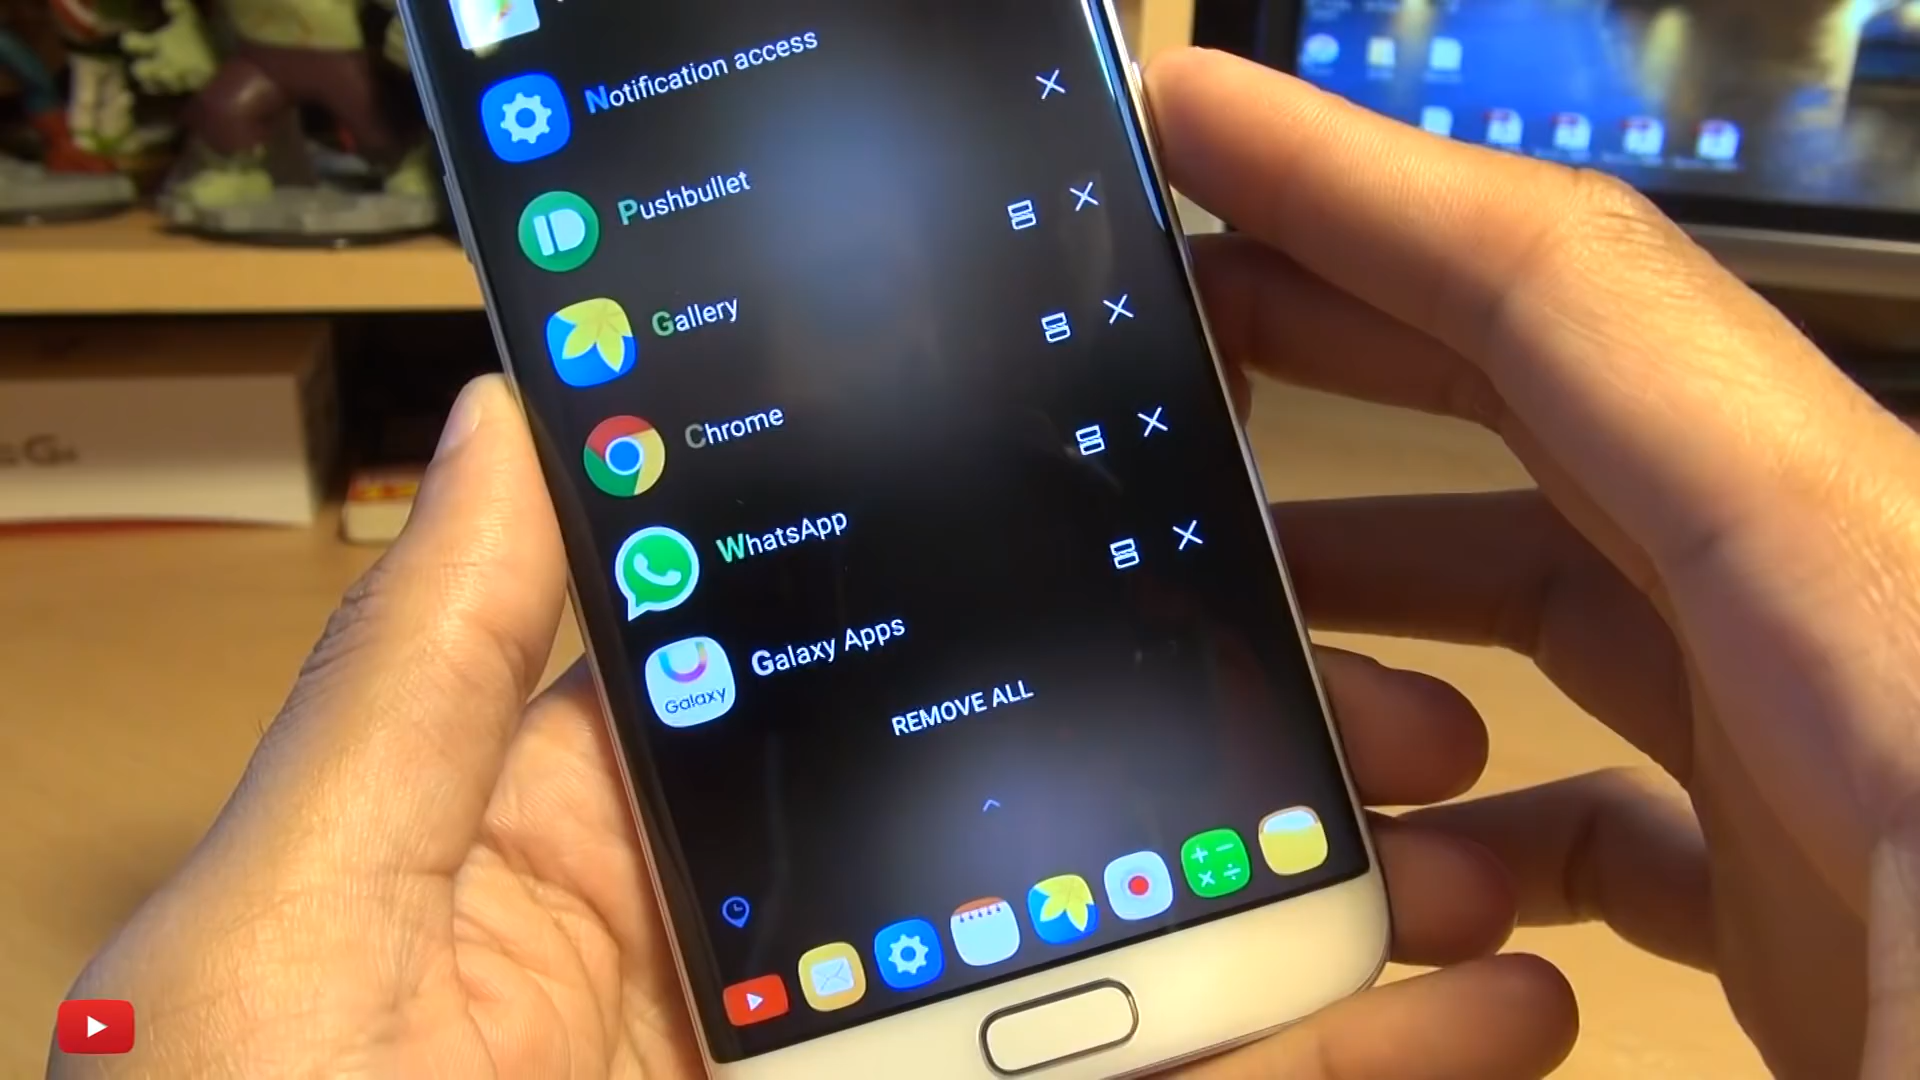 Notification access
Pushbullet
Gallery
Chrome
WhatsApp
Galaxy Apps
Galaxy
REMOVE ALL